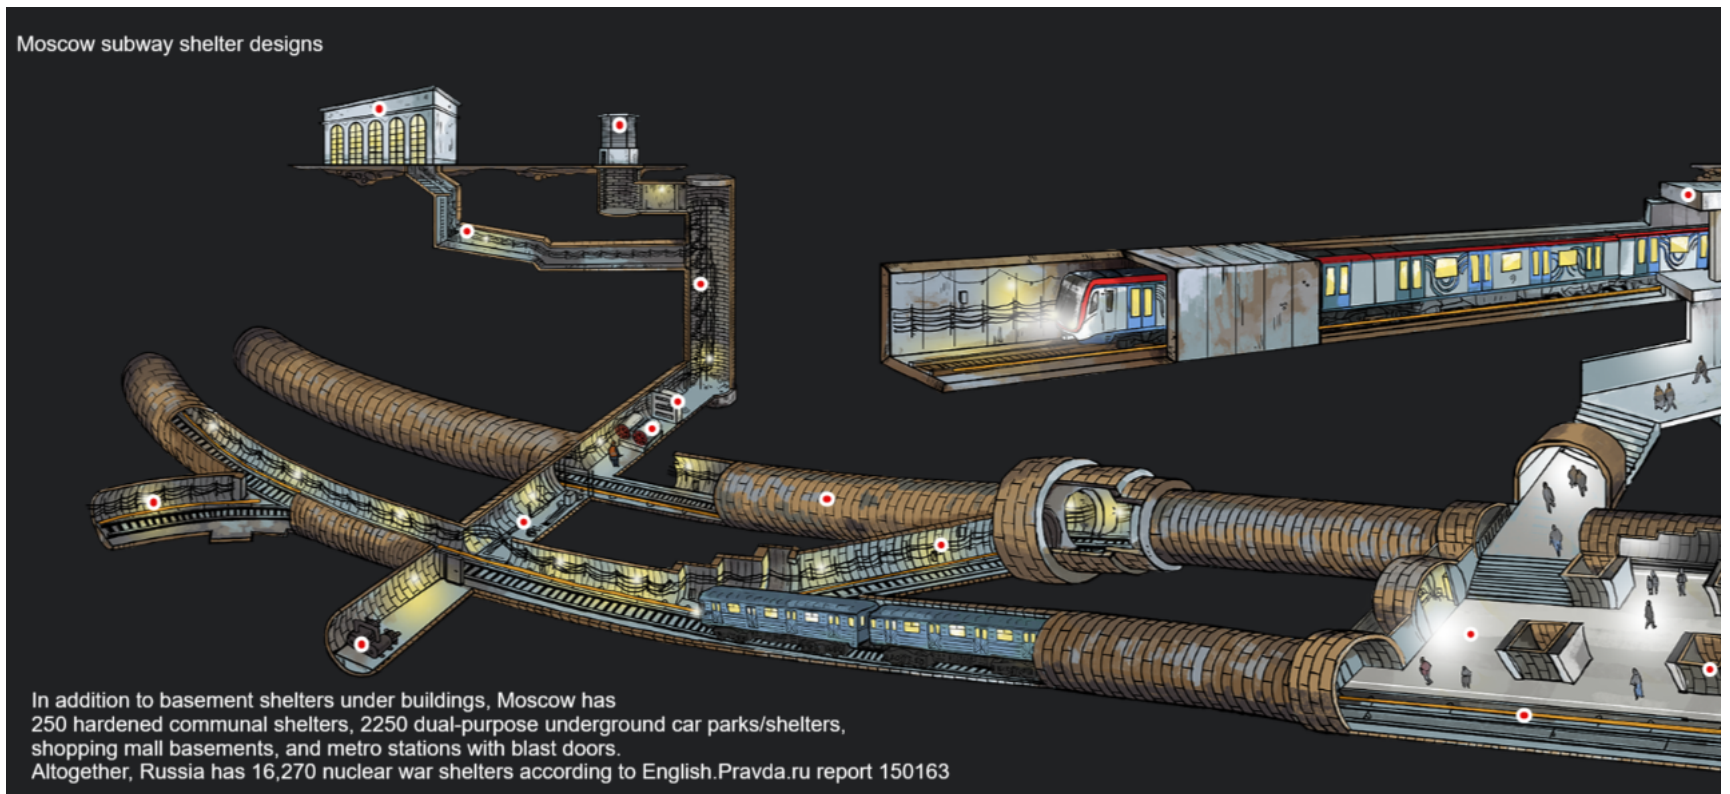 Moscow subway shelter designs
In addition to basement shelters under buildings, Moscow has
250 hardened communal shelters, 2250 dual-purpose underground car parks/shelters,
shopping mall basements, and metro stations with blast doors.
Altogether, Russia has 16,270 nuclear war shelters according to English.Pravda.ru report 150163